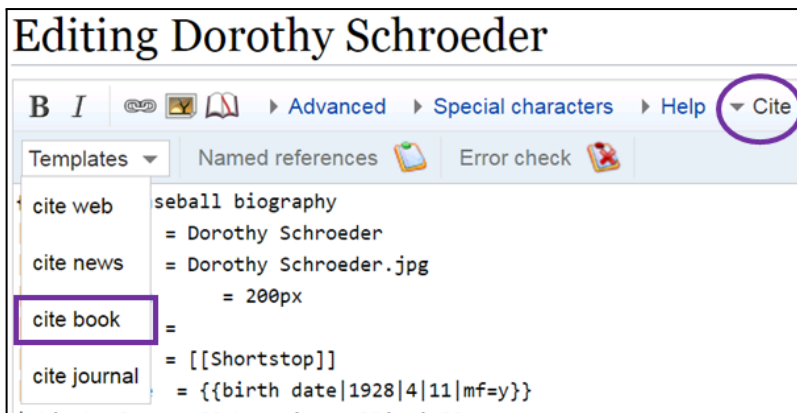 Editing Dorothy Schroeder
B I Advanced Special characters Help Cite
Templates Named references Error check
cite web seball biography
= Dorothy Schroeder
cite news = Dorothy Schroeder.jpg
= 200px
cite book =
= [[Shortstop]]
cite journal
= {{birth date|1928|4|11|mf=y}}